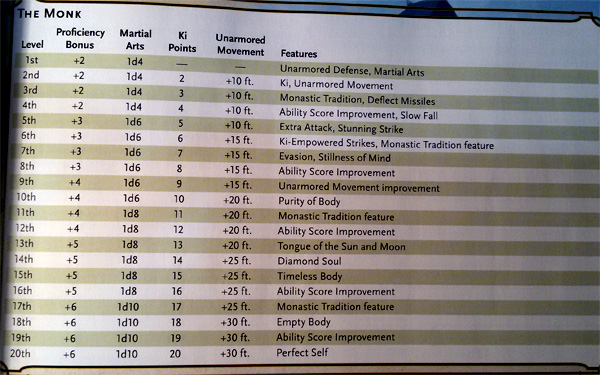 THE MONK
Level Proficiency Bonus Martial Arts Ki Points Unarmored Movement Features
1st +2 1d4 — — Unarmored Defense, Martial Arts
2nd +2 1d4 2 +10 ft. Ki, Unarmored Movement
3rd +2 1d4 3 +10 ft. Monastic Tradition, Deflect Missiles
4th +2 1d4 4 +10 ft. Ability Score Improvement, Slow Fall
5th +3 1d6 5 +10 ft. Extra Attack, Stunning Strike
6th +3 1d6 6 +15 ft. Ki-Empowered Strikes, Monastic Tradition feature
7th +3 1d6 7 +15 ft. Evasion, Stillness of Mind
8th +3 1d6 8 +15 ft. Ability Score Improvement
9th +4 1d6 9 +15 ft. Unarmored Movement improvement
10th +4 1d6 10 +20 ft. Purity of Body
11th +4 1d8 11 +20 ft. Monastic Tradition feature
12th +4 1d8 12 +20 ft. Ability Score Improvement
13th +5 1d8 13 +20 ft. Tongue of the Sun and Moon
14th +5 1d8 14 +25 ft. Diamond Soul
15th +5 1d8 15 +25 ft. Timeless Body
16th +5 1d8 16 +25 ft. Ability Score Improvement
17th +6 1d10 17 +25 ft. Monastic Tradition feature
18th +6 1d10 18 +30 ft. Empty Body
19th +6 1d10 19 +30 ft. Ability Score Improvement
20th +6 1d10 20 +30 ft. Perfect Self